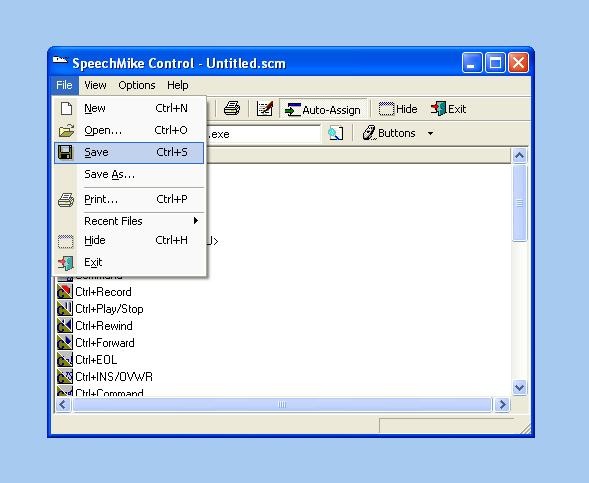 SpeechMike Control - Untitled.scm
File View Options Help
New Ctrl+N
Open... Ctrl+O
Save Ctrl+S
Save As...
Print... Ctrl+P
Recent Files
Hide Ctrl+H
Exit
Auto-Assign Hide Exit
.exe Buttons
Command
Ctrl+Record
Ctrl+Play/Stop
Ctrl+Rewind
Ctrl+Forward
Ctrl+EOL
Ctrl+INS/OVWR
Ctrl+Command